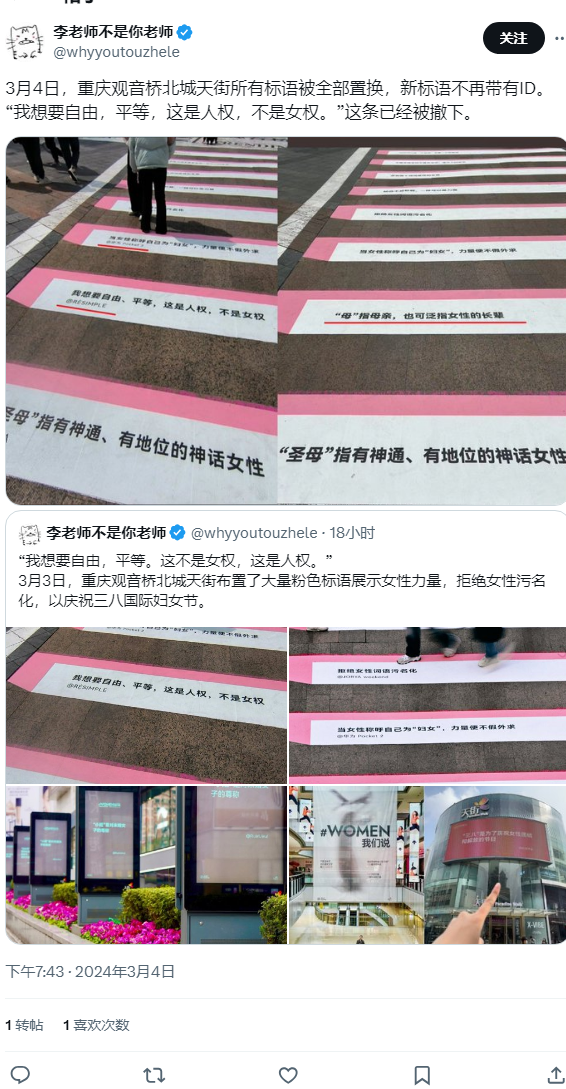 李老师不是你老师
@whyyoutouzhele
关注
3月4日，重庆观音桥北城天街所有标语被全部置换，新标语不再带有ID。
“我想要自由，平等，这是人权，不是女权。”这条已经被撤下。
当女性称呼自己为“妇女”，力量便不假外求
我想要自由、平等，这是人权，不是女权
@RESIMPLE
圣母”指有神通、有地位的神话女性
拒绝女性词语污名化
当女性称呼自己为“妇女”，力量便不假外求
“母”指母亲，也可泛指女性的长辈
“圣母”指有神通、有地位的神话女性
李老师不是你老师
@whyyoutouzhele · 18小时
“我想要自由，平等。这不是女权，这是人权。”
3月3日，重庆观音桥北城天街布置了大量粉色标语展示女性力量，拒绝女性污名
化，以庆祝三八国际妇女节。
我想要自由、平等，这是人权，不是女权
@RESIMPLE
拒绝女性词语污名化
当女性称呼自己为“妇女”，力量便不假外求
@华为 Pocket 2
子的尊称
#WOMEN
我们说
天街
下午7:43 · 2024年3月4日
1 转帖
1 喜欢次数